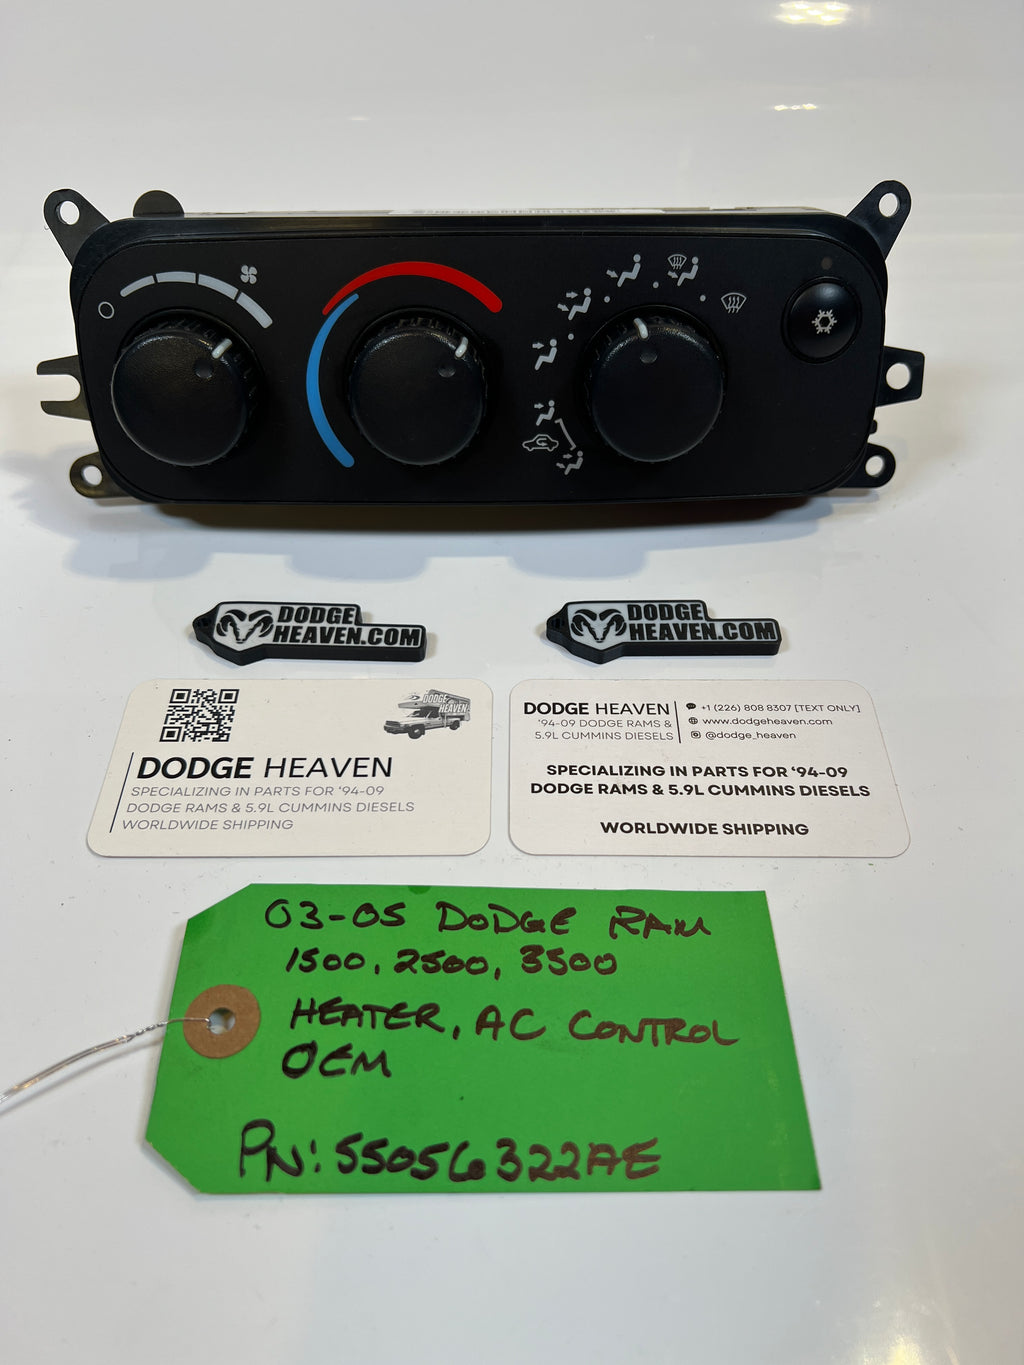 DODGE
HEAVEN.COM
DODGE
HEAVEN.COM
DODGE
HEAVEN
DODGE HEAVEN
SPECIALIZING IN PARTS FOR ‘94-09
DODGE RAMS & 5.9L CUMMINS DIESELS
WORLDWIDE SHIPPING
DODGE HEAVEN
‘94-09 DODGE RAMS &
5.9L CUMMINS DIESELS
+1 (226) 808 8307 [TEXT ONLY]
www.dodgeheaven.com
@dodge_heaven
SPECIALIZING IN PARTS FOR ‘94-09
DODGE RAMS & 5.9L CUMMINS DIESELS
WORLDWIDE SHIPPING
03-05 DODGE RAM
1500, 2500, 3500
HEATER, AC CONTROL
OEM
PN: 55056322AE